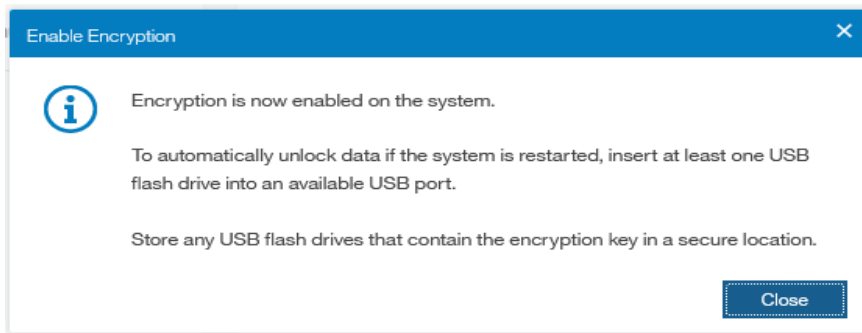 Enable Encryption
Encryption is now enabled on the system.
To automatically unlock data if the system is restarted, insert at least one USB
flash drive into an available USB port.
Store any USB flash drives that contain the encryption key in a secure location.
Close